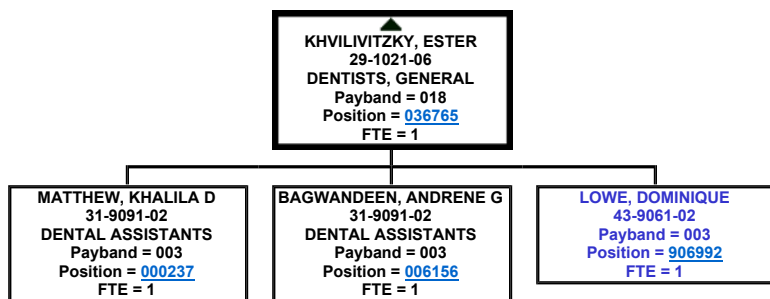 KHVILIVITZKY, ESTER
29-1021-06
DENTISTS, GENERAL
Payband = 018
Position = 036765
FTE = 1
MATTHEW, KHALILA D
31-9091-02
DENTAL ASSISTANTS
Payband = 003
Position = 000237
FTE = 1
BAGWANDEEN, ANDRENE G
31-9091-02
DENTAL ASSISTANTS
Payband = 003
Position = 006156
FTE = 1
LOWE, DOMINIQUE
43-9061-02
Payband = 003
Position = 906992
FTE = 1